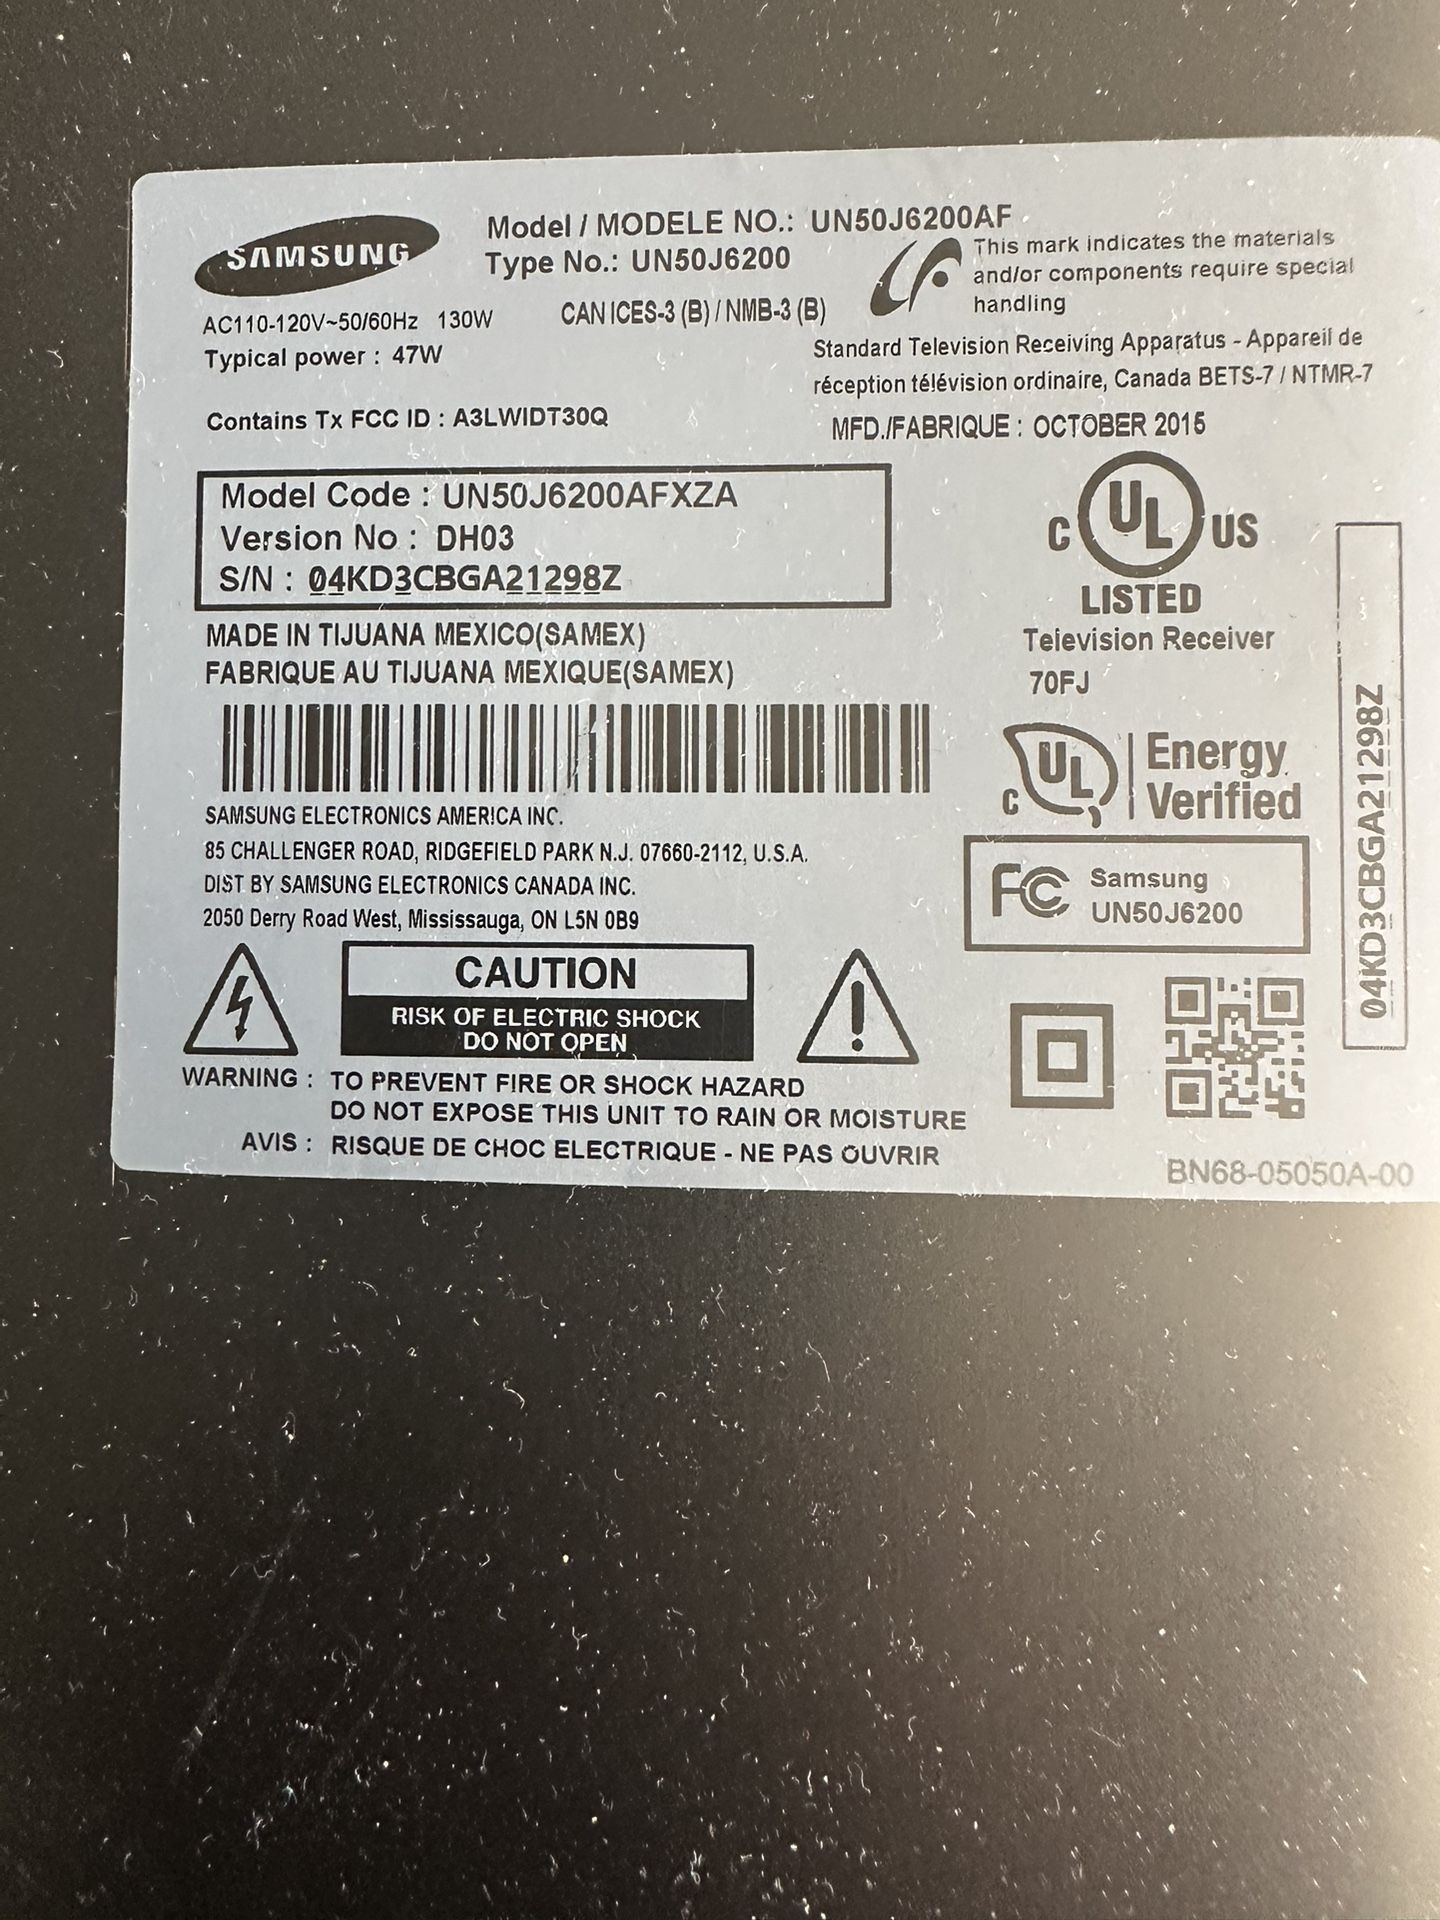 SAMSUNG
Model / MODELE NO.: UN50J6200AF
Type No.: UN50J6200
This mark indicates the materials
and/or components require special
handling
AC110-120V~50/60Hz 130W
CAN ICES-3 (B) / NMB-3 (B)
Typical power : 47W
Standard Television Receiving Apparatus - Appareil de
réception télévision ordinaire, Canada BETS-7 / NTMR-7
Contains Tx FCC ID : A3LWIDT30Q
MFD./FABRIQUE : OCTOBER 2015
Model Code : UN50J6200AFXZA
Version No : DH03
S/N : 04KD3CBGA21298Z
C UL US
LISTED
Television Receiver
70FJ
MADE IN TIJUANA MEXICO(SAMEX)
FABRIQUE AU TIJUANA MEXIQUE(SAMEX)
C UL Energy
Verified
SAMSUNG ELECTRONICS AMERICA INC.
85 CHALLENGER ROAD, RIDGEFIELD PARK N.J. 07660-2112, U.S.A.
DIST BY SAMSUNG ELECTRONICS CANADA INC.
2050 Derry Road West, Mississauga, ON L5N 0B9
FC Samsung
UN50J6200
04KD3CBGA21298Z
CAUTION
RISK OF ELECTRIC SHOCK
DO NOT OPEN
WARNING : TO PREVENT FIRE OR SHOCK HAZARD
DO NOT EXPOSE THIS UNIT TO RAIN OR MOISTURE
AVIS : RISQUE DE CHOC ELECTRIQUE - NE PAS OUVRIR
BN68-05050A-00